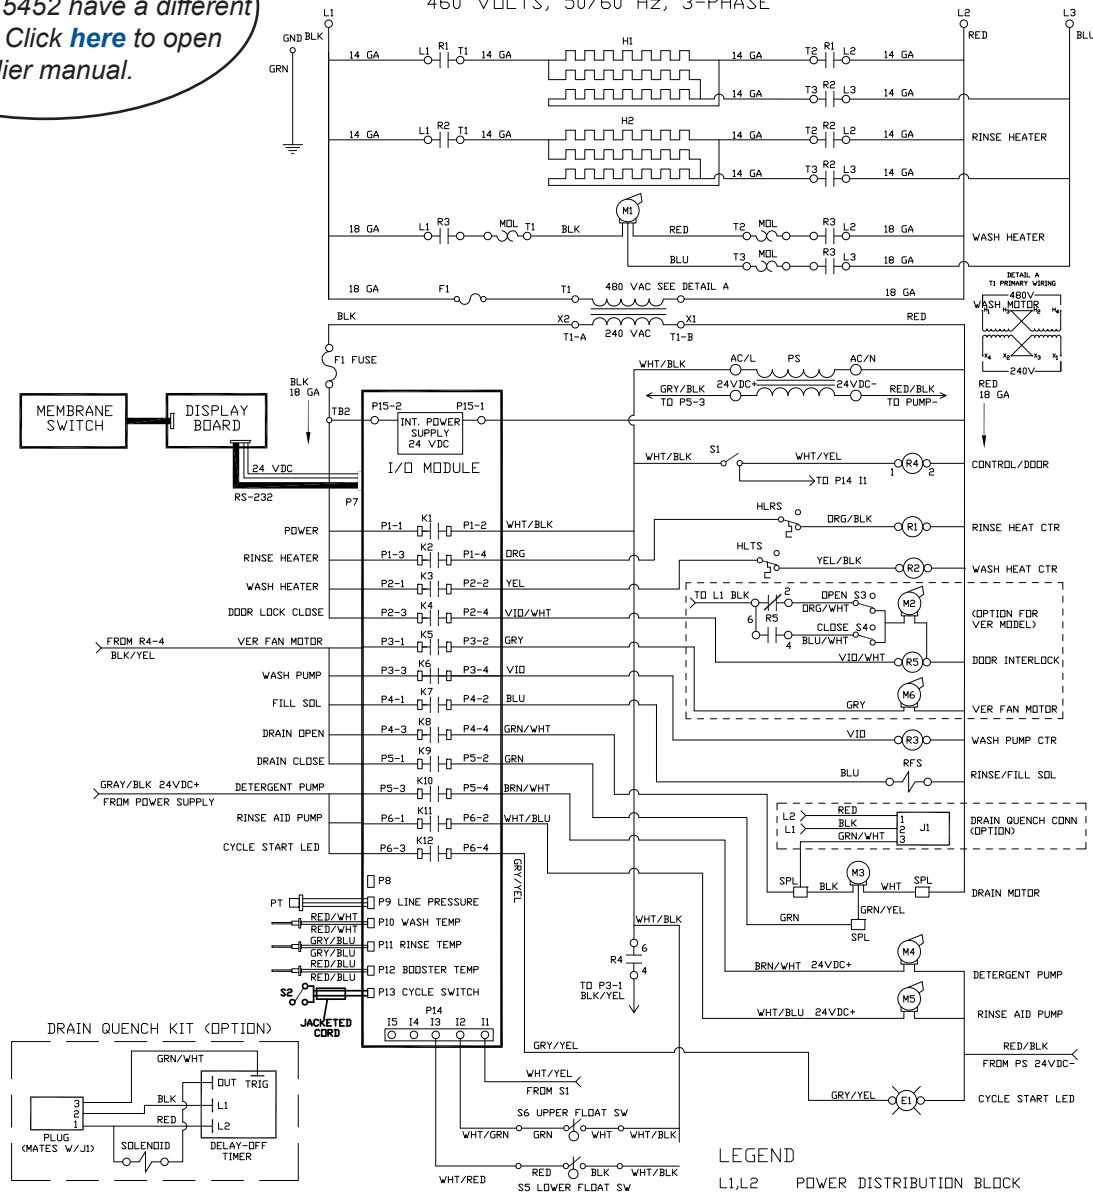 5452 have a different
Click here to open
lier manual.
460 VOLTS, 50/60 Hz, 3-PHASE
L1
L2
L3
GND BLK
RED
BLU
GRN
14 GA L1 R1 T1 14 GA H1 14 GA T2 R1 L2 14 GA
14 GA T3 R2 L3 14 GA
14 GA L1 R2 T1 14 GA H2 14 GA T2 R2 L2 14 GA RINSE HEATER
14 GA T3 R2 L3 14 GA
M1
18 GA L1 R3 MOL T1 BLK RED T2 MOL R3 L2 18 GA WASH HEATER
BLU T3 MOL R3 L3 18 GA
DETAIL A
T1 PRIMARY WIRING
480V
WASH MOTOR
H1 H3 H2 H4
X4 X2 X3 X1
240V
18 GA F1 T1 480 VAC SEE DETAIL A 18 GA
BLK X2 240 VAC X1 RED
T1-A T1-B
F1 FUSE
BLK
18 GA
RED
18 GA
WHT/BLK AC/L PS AC/N
GRY/BLK 24VDC+ 24VDC- RED/BLK
TO P5-3 TO PUMP-
MEMBRANE
SWITCH
DISPLAY
BOARD
TB2 P15-2 P15-1
INT. POWER
SUPPLY
24 VDC
I/O MODULE
24 VDC
RS-232
P7
WHT/BLK S1 WHT/YEL 1 R4 2 CONTROL/DOOR
TO P14 I1
HLRS
ORG/BLK R1 RINSE HEAT CTR
HLTS
YEL/BLK R2 WASH HEAT CTR
POWER P1-1 K1 P1-2 WHT/BLK
RINSE HEATER P1-3 K2 P1-4 ORG
WASH HEATER P2-1 K3 P2-2 YEL
DOOR LOCK CLOSE P2-3 K4 P2-4 VIO/WHT
FROM R4-4
BLK/YEL
VER FAN MOTOR P3-1 K5 P3-2 GRY
WASH PUMP P3-3 K6 P3-4 VIO
FILL SOL P4-1 K7 P4-2 BLU
DRAIN OPEN P4-3 K8 P4-4 GRN/WHT
DRAIN CLOSE P5-1 K9 P5-2 GRN
GRAY/BLK 24VDC+
FROM POWER SUPPLY
DETERGENT PUMP P5-3 K10 P5-4 BRN/WHT
RINSE AID PUMP P6-1 K11 P6-2 WHT/BLU
CYCLE START LED P6-3 K12 P6-4
GRY/YEL
TO L1 BLK 2 OPEN S3 M2
ORG/WHT
6 R5
CLOSE S4
4 BLU/WHT
(OPTION FOR
VER MODEL)
VIO/WHT R5 DOOR INTERLOCK
M6
GRY VER FAN MOTOR
VIO R3 WASH PUMP CTR
BLU RFS RINSE/FILL SOL
L2 RED 1
L1 BLK 2 J1
GRN/WHT 3
DRAIN QUENCH CONN
(OPTION)
SPL BLK M3 WHT SPL DRAIN MOTOR
GRN GRN/YEL
SPL
P8
PT P9 LINE PRESSURE
RED/WHT
RED/WHT
P10 WASH TEMP
GRY/BLU
GRY/BLU
P11 RINSE TEMP
RED/BLU
RED/BLU
P12 BOOSTER TEMP
S2 P13 CYCLE SWITCH
JACKETED
CORD
P14
I5 I4 I3 I2 I1
WHT/BLK
6
R4
4
TO P3-1
BLK/YEL
BRN/WHT 24VDC+ M4 DETERGENT PUMP
WHT/BLU 24VDC+ M5 RINSE AID PUMP
GRY/YEL
RED/BLK
FROM PS 24VDC-
WHT/YEL
FROM S1
GRY/YEL E1 CYCLE START LED
S6 UPPER FLOAT SW
WHT/GRN GRN WHT WHT/BLK
WHT/RED RED BLK WHT/BLK
S5 LOWER FLOAT SW
DRAIN QUENCH KIT (OPTION)
GRN/WHT
OUT TRIG
3 BLK L1
2
1 RED L2
PLUG
(MATES W/J1)
SOLENOID
DELAY-OFF
TIMER
LEGEND
L1,L2 POWER DISTRIBUTION BLOCK